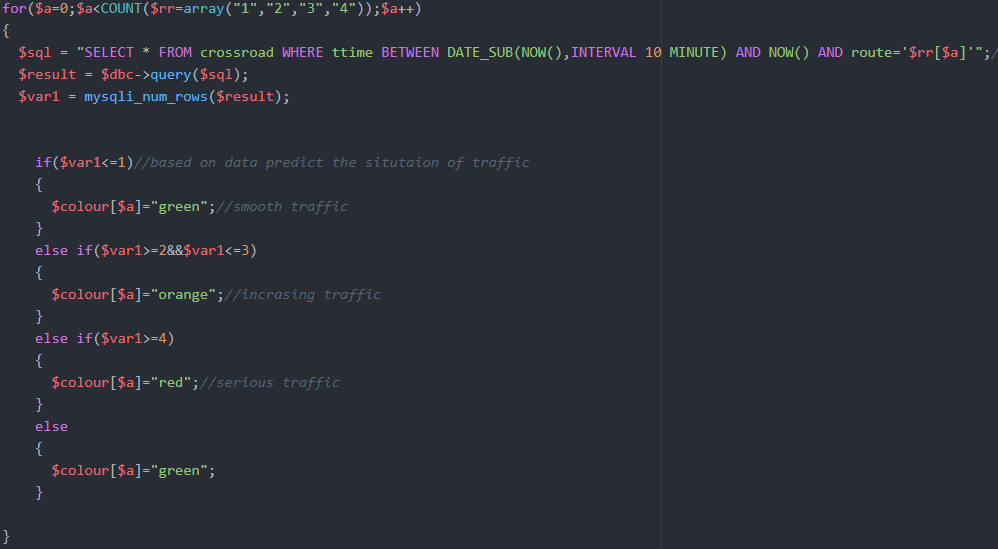 for($a=0;$a<COUNT($rr=array("1","2","3","4"));$a++)
{
$sql = "SELECT * FROM crossroad WHERE ttime BETWEEN DATE_SUB(NOW(),INTERVAL 10 MINUTE) AND NOW() AND route='$rr[$a]'";/
$result = $dbc->query($sql);
$var1 = mysqli_num_rows($result);
if($var1<=1)//based on data predict the situtaion of traffic
{
$colour[$a]="green";//smooth traffic
}
else if($var1>=2&&$var1<=3)
{
$colour[$a]="orange";//incrasing traffic
}
else if($var1>=4)
{
$colour[$a]="red";//serious traffic
}
else
{
$colour[$a]="green";
}
}